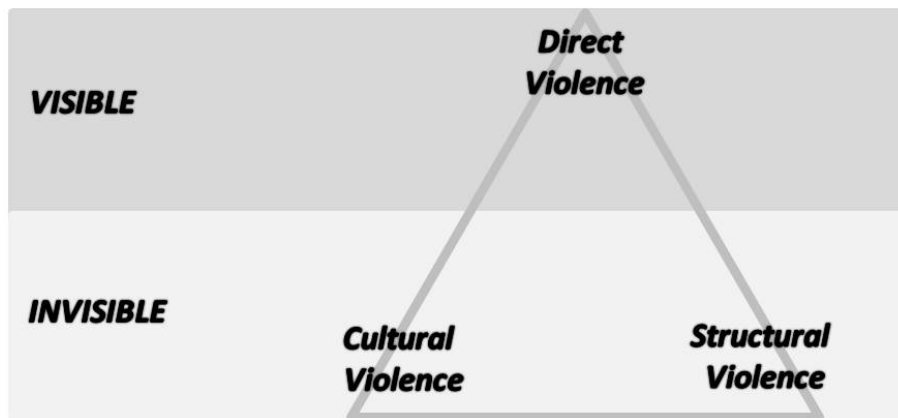 Direct
Violence
VISIBLE
INVISIBLE
Cultural
Violence
Structural
Violence